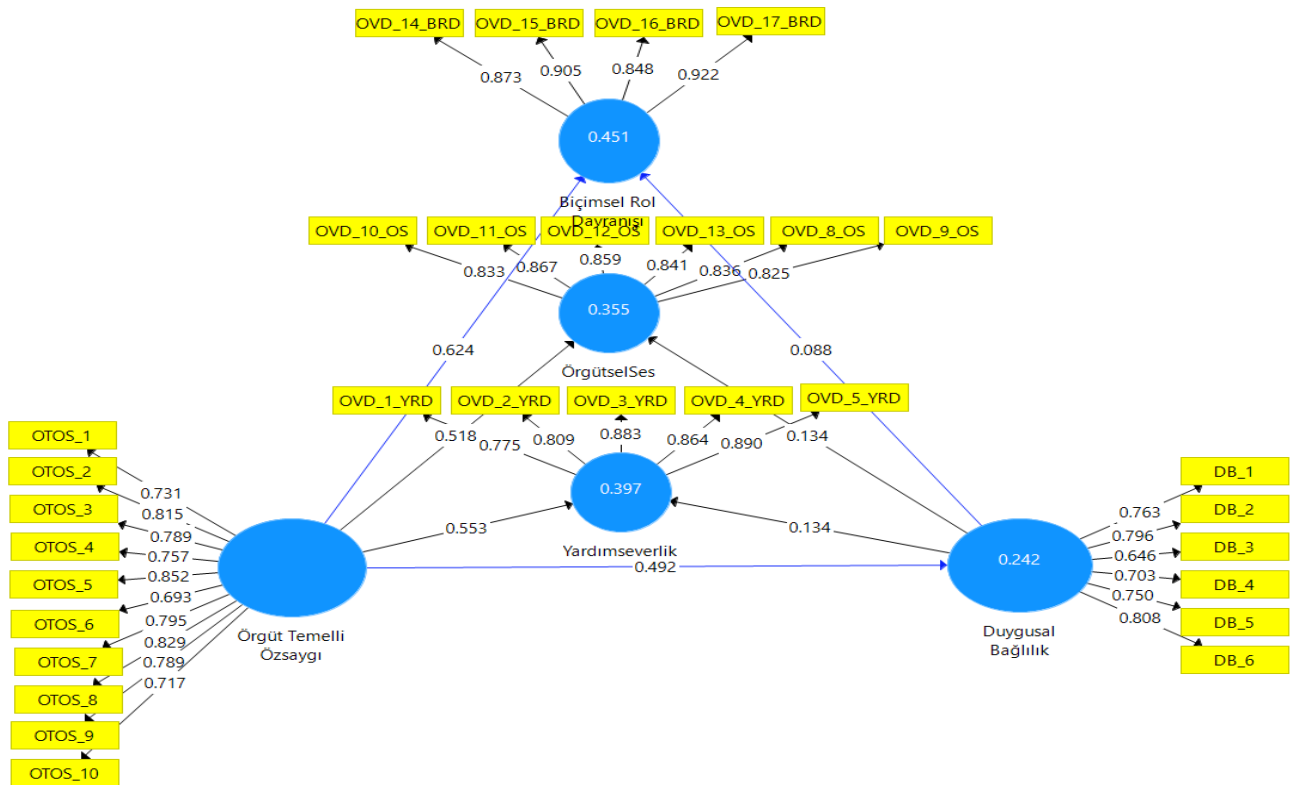 OVD_14_BRD OVD_15_BRD OVD_16_BRD OVD_17_BRD
0.873 0.905 0.848 0.922
0.451
Biçimsel Rol
Davranışı
OVD_10_OS OVD_11_OS OVD_12_OS OVD_13_OS OVD_8_OS OVD_9_OS
0.833 0.867 0.859 0.841 0.836 0.825
0.355
0.624 0.088
ÖrgütselSes
OVD_1_YRD OVD_2_YRD OVD_3_YRD OVD_4_YRD OVD_5_YRD
0.518 0.775 0.809 0.883 0.864 0.890 0.134
0.397
0.553 0.134
Yardımseverlik
0.492
OTOS_1
OTOS_2
OTOS_3
OTOS_4
OTOS_5
OTOS_6
OTOS_7
OTOS_8
OTOS_9
OTOS_10
0.731
0.815
0.789
0.757
0.852
0.693
0.795
0.829
0.789
0.717
Örgüt Temelli
Özsaygı
0.242
Duygusal
Bağlılık
0.763
0.796
0.646
0.703
0.750
0.808
DB_1
DB_2
DB_3
DB_4
DB_5
DB_6